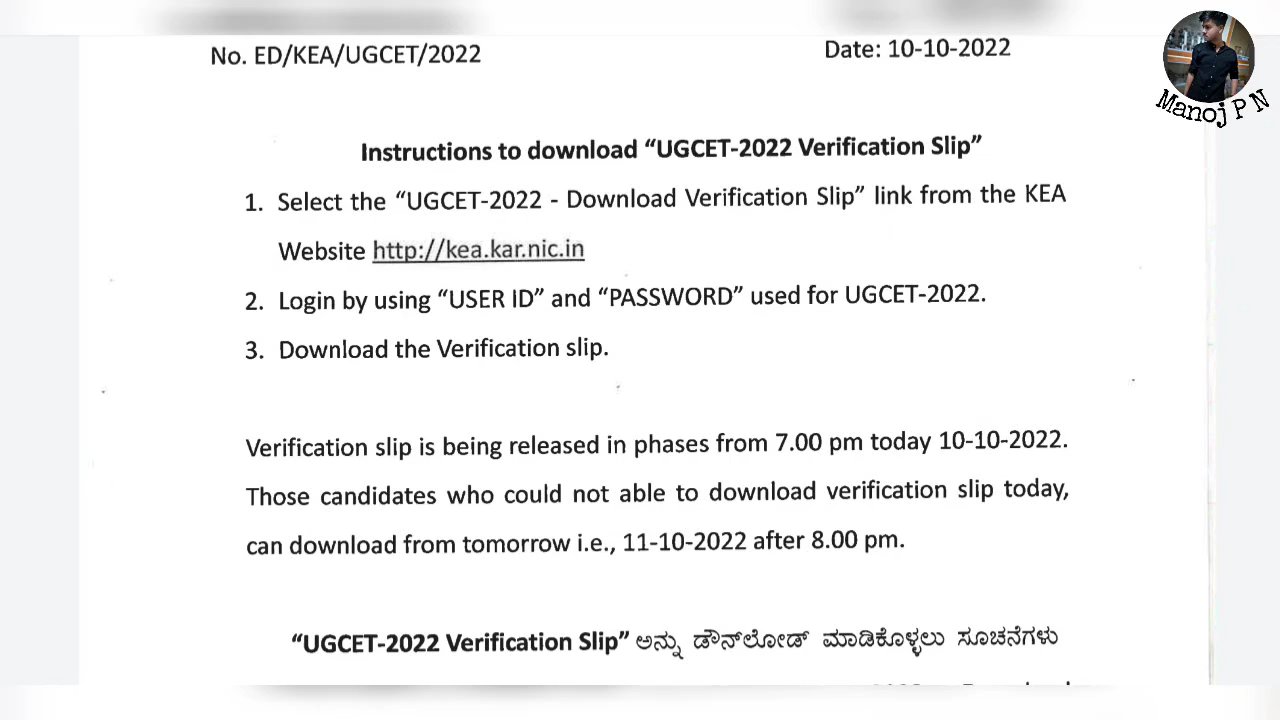 No. ED/KEA/UGCET/2022
Date: 10-10-2022
Manoj P N
Instructions to download “UGCET-2022 Verification Slip”
1. Select the “UGCET-2022 - Download Verification Slip” link from the KEA
Website http://kea.kar.nic.in
2. Login by using “USER ID” and “PASSWORD” used for UGCET-2022.
3. Download the Verification slip.
Verification slip is being released in phases from 7.00 pm today 10-10-2022.
Those candidates who could not able to download verification slip today,
can download from tomorrow i.e., 11-10-2022 after 8.00 pm.
“UGCET-2022 Verification Slip” ಅನ್ನು ಡೌನ್‌ಲೋಡ್ ಮಾಡಿಕೊಳ್ಳಲು ಸೂಚನೆಗಳು